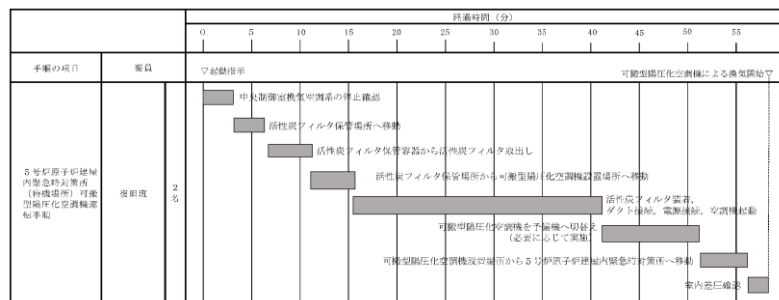 経過時間（分）
0 5 10 15 20 25 30 35 40 45 50 55
手順の項目 要員
▽起動指示 可搬型陽圧化空調機による換気開始▽
中央制御室換気空調系の停止確認
活性炭フィルタ保管場所へ移動
活性炭フィルタ保管容器から活性炭フィルタ取出し
活性炭フィルタ保管場所から可搬型陽圧化空調機設置場所へ移動
５号炉原子炉建屋
内緊急時対策所
（待機場所）可搬
型陽圧化空調機運
転手順
復旧班
２
名
活性炭フィルタ装着，
ダクト接続，電源接続，空調機起動
可搬型陽圧化空調機を予備機へ切替え
（必要に応じて実施）
可搬型陽圧化空調機設置場所から５号炉原子炉建屋内緊急時対策所へ移動
室内差圧確認